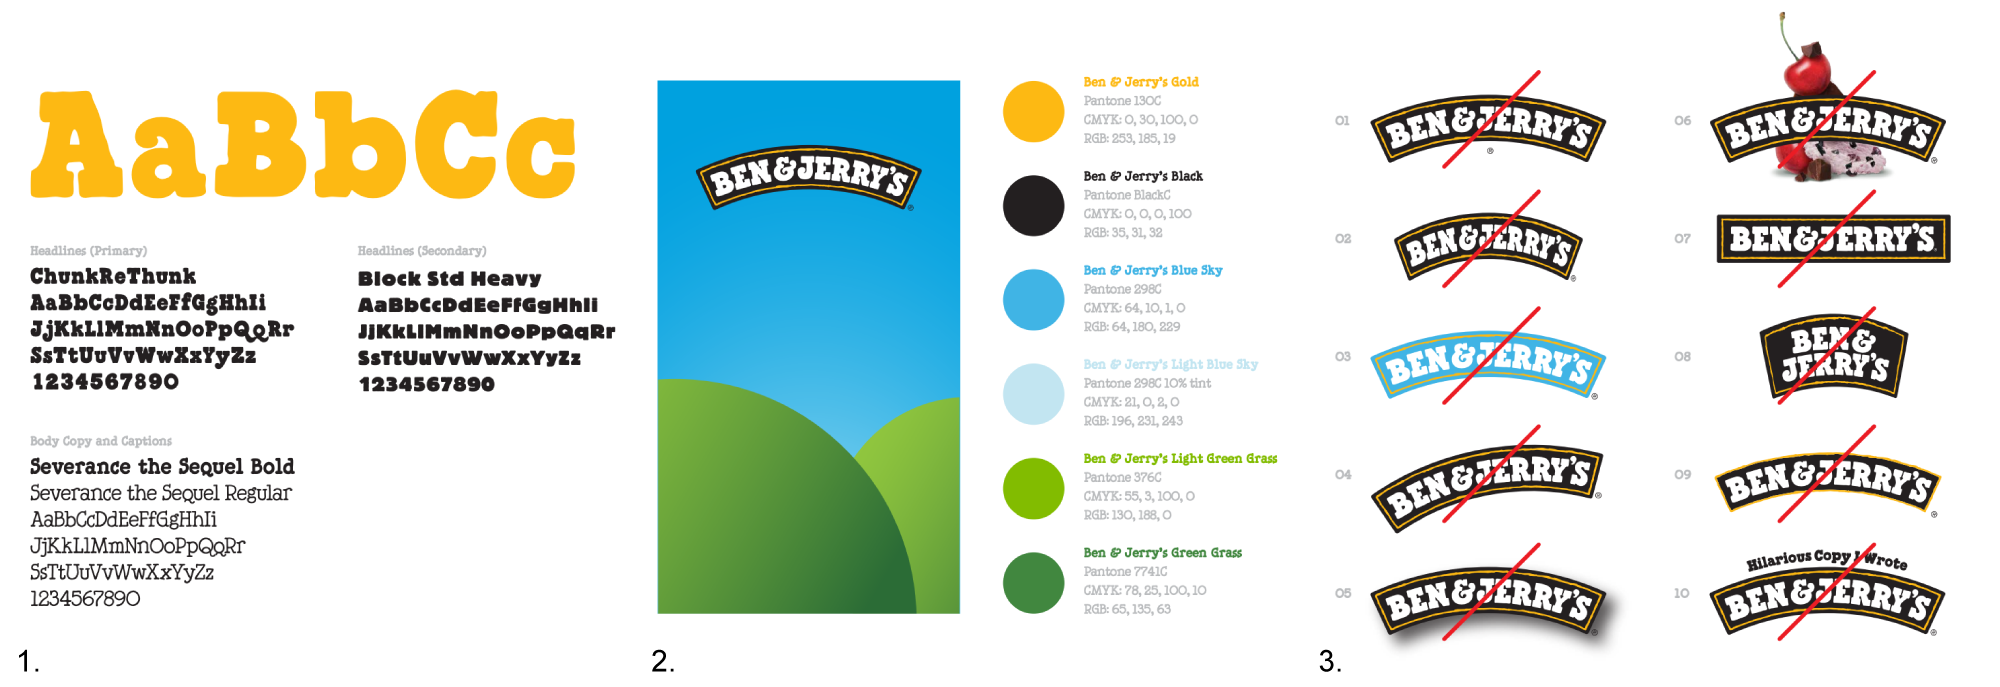 AaBbCc
Headlines (Primary)
ChunkReThunk
AaBbCcDdEeFfGgHhIi
JjKkLlMmNnOoPpQqRr
SsTtUuVvWwXxYyZz
1234567890
Headlines (Secondary)
Block Std Heavy
AaBbCcDdEeFfGgHhIi
JjKkLlMmNnOoPpQqRr
SsTtUuVvWwXxYyZz
1234567890
Body Copy and Captions
Severance the Sequel Bold
Severance the Sequel Regular
AaBbCcDdEeFfGgHhIi
JjKkLlMmNnOoPpQqRr
SsTtUuVvWwXxYyZz
1234567890
1.
BEN & JERRY'S®
Ben & Jerry's Gold
Pantone 130C
CMYK: 0, 30, 100, 0
RGB: 253, 185, 19
Ben & Jerry's Black
Pantone BlackC
CMYK: 0, 0, 0, 100
RGB: 35, 31, 32
Ben & Jerry's Blue Sky
Pantone 298C
CMYK: 64, 10, 1, 0
RGB: 64, 180, 229
Ben & Jerry's Light Blue Sky
Pantone 298C 10% tint
CMYK: 21, 0, 2, 0
RGB: 196, 231, 243
Ben & Jerry's Light Green Grass
Pantone 376C
CMYK: 55, 3, 100, 0
RGB: 130, 188, 0
Ben & Jerry's Green Grass
Pantone 7741C
CMYK: 78, 25, 100, 10
RGB: 65, 135, 63
2.
01
BEN & JERRY'S
®
02
BEN & JERRY'S®
03
BEN & JERRY'S®
04
BEN & JERRY'S®
05
BEN & JERRY'S®
06
BEN & JERRY'S®
07
BEN & JERRY'S
08
BEN &
JERRY'S
09
BEN & JERRY'S®
10
Hilarious Copy I Wrote
BEN & JERRY'S®
3.